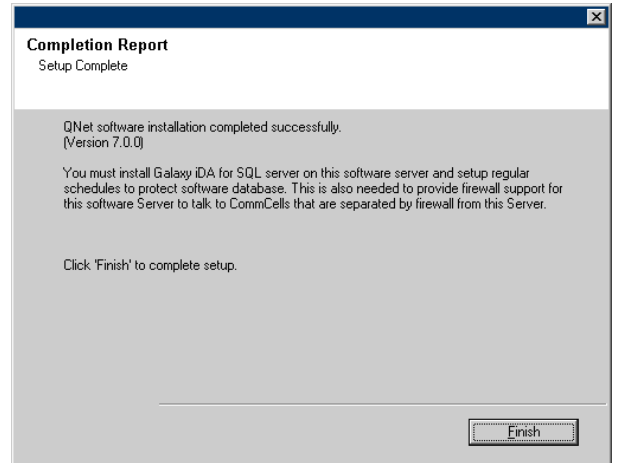 Completion Report
Setup Complete
QNet software installation completed successfully.
(Version 7.0.0)
You must install Galaxy iDA for SQL server on this software server and setup regular
schedules to protect software database. This is also needed to provide firewall support for
this software Server to talk to CommCells that are separated by firewall from this Server.
Click 'Finish' to complete setup.
Finish